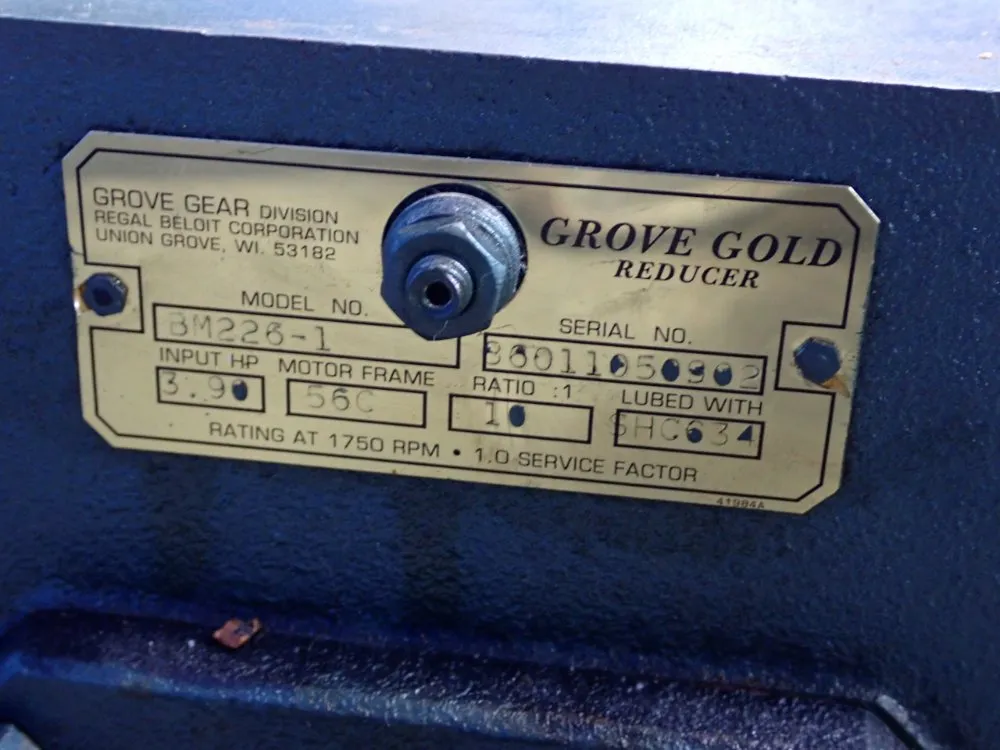 GROVE GEAR DIVISION
REGAL BELOIT CORPORATION
UNION GROVE, WI. 53182
GROVE GOLD
REDUCER
MODEL NO.
BM226-1
SERIAL NO.
INPUT HP
3.90
MOTOR FRAME
56C
RATIO :1
10
LUBED WITH
SHC634
RATING AT 1750 RPM • 1.0 SERVICE FACTOR
41984A